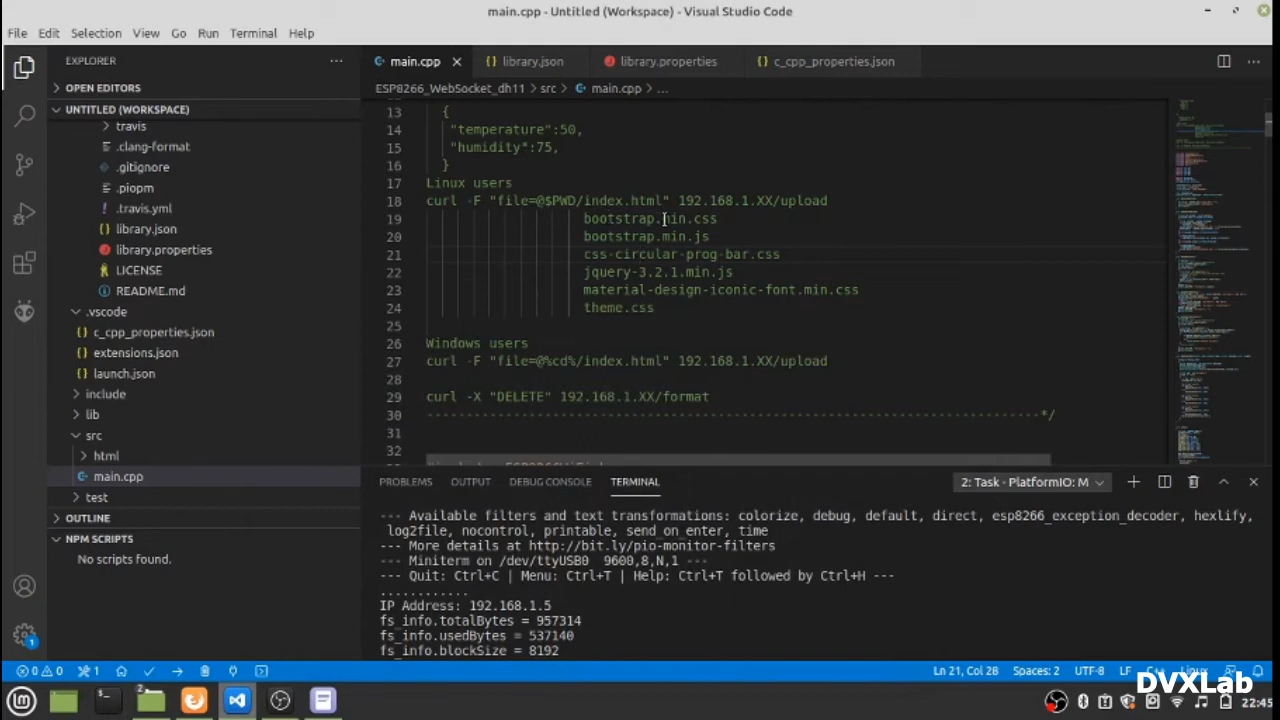 main.cpp - Untitled (Workspace) - Visual Studio Code
File Edit Selection View Go Run Terminal Help
EXPLORER
OPEN EDITORS
UNTITLED (WORKSPACE)
travis
.clang-format
.gitignore
.piopm
.travis.yml
library.json
library.properties
LICENSE
README.md
.vscode
c_cpp_properties.json
extensions.json
launch.json
include
lib
src
html
main.cpp
test
OUTLINE
NPM SCRIPTS
No scripts found.
main.cpp library.json library.properties c_cpp_properties.json
ESP8266_WebSocket_dh11 > src > main.cpp > ...
13 {
14 "temperature":50,
15 "humidity":75,
16 }
17 Linux users
18 curl -F "file=@$PWD/index.html" 192.168.1.XX/upload
19 bootstrap.min.css
20 bootstrap.min.js
21 css-circular-prog-bar.css
22 jquery-3.2.1.min.js
23 material-design-iconic-font.min.css
24 theme.css
25
26 Windows users
27 curl -F "file=@%cd%/index.html" 192.168.1.XX/upload
28
29 curl -X "DELETE" 192.168.1.XX/format
30 ----------------------------------------------------------------------*/
31
32
PROBLEMS OUTPUT DEBUG CONSOLE TERMINAL 2: Task - PlatformIO: M
--- Available filters and text transformations: colorize, debug, default, direct, esp8266_exception_decoder, hexlify,
log2file, nocontrol, printable, send_on_enter, time
--- More details at http://bit.ly/pio-monitor-filters
--- Miniterm on /dev/ttyUSB0 9600,8,N,1 ---
--- Quit: Ctrl+C | Menu: Ctrl+T | Help: Ctrl+T followed by Ctrl+H ---
............
IP Address: 192.168.1.5
fs_info.totalBytes = 957314
fs_info.usedBytes = 537140
fs_info.blockSize = 8192
0 0 1 Ln 21, Col 28 Spaces: 2 UTF-8 LF C++ Linux
DVXLab
22:45